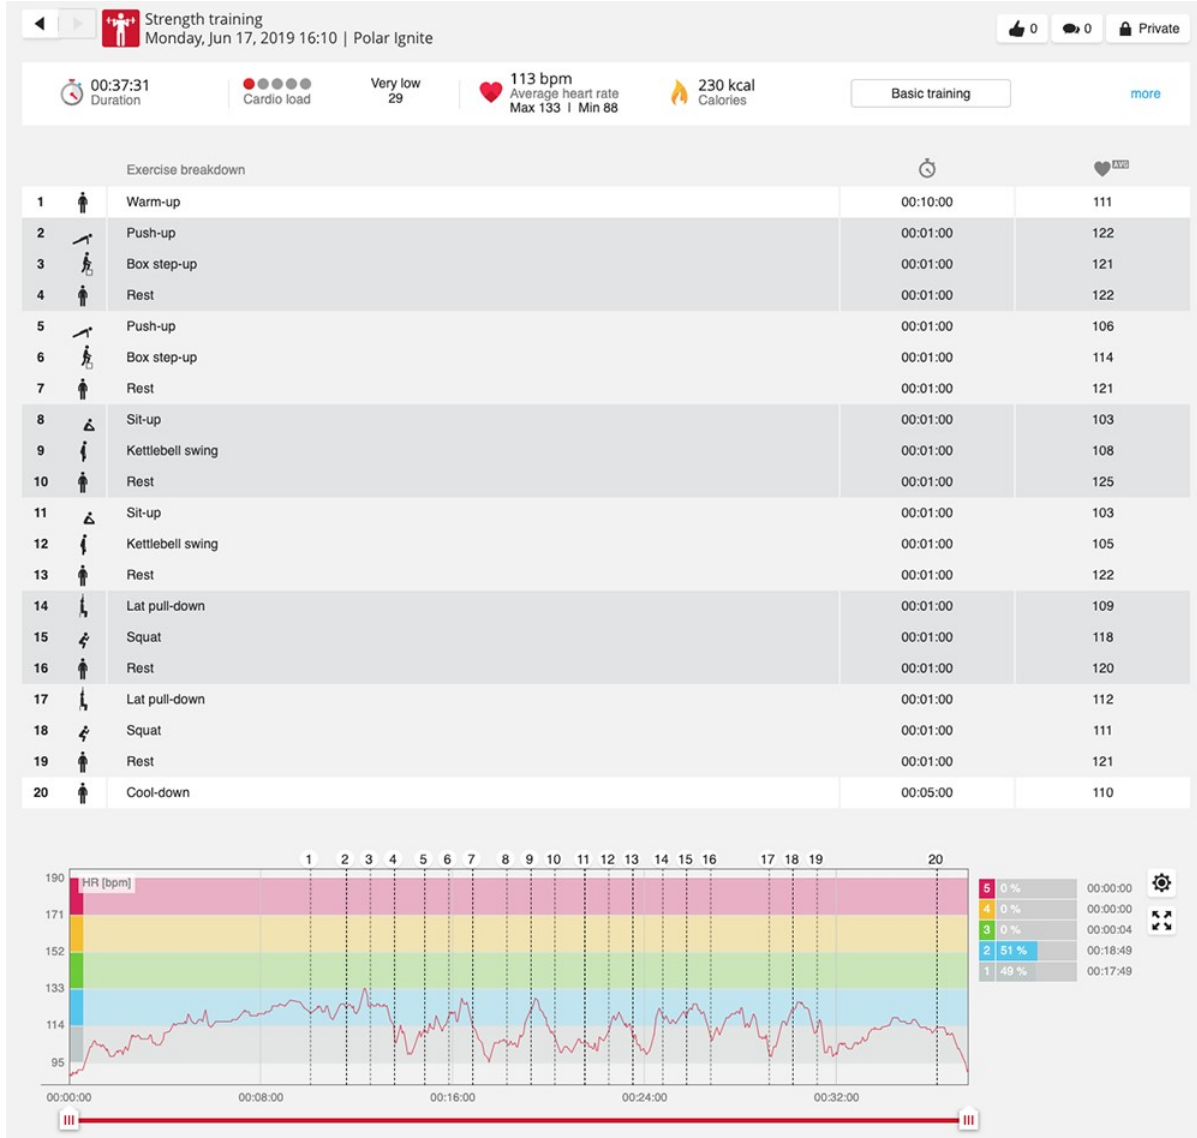 Strength training
Monday, Jun 17, 2019 16:10 | Polar Ignite
0
0
Private
00:37:31
Duration
Cardio load
Very low
29
113 bpm
Average heart rate
Max 133 | Min 88
230 kcal
Calories
Basic training
more
Exercise breakdown
AVG
1 Warm-up 00:10:00 111
2 Push-up 00:01:00 122
3 Box step-up 00:01:00 121
4 Rest 00:01:00 122
5 Push-up 00:01:00 106
6 Box step-up 00:01:00 114
7 Rest 00:01:00 121
8 Sit-up 00:01:00 103
9 Kettlebell swing 00:01:00 108
10 Rest 00:01:00 125
11 Sit-up 00:01:00 103
12 Kettlebell swing 00:01:00 105
13 Rest 00:01:00 122
14 Lat pull-down 00:01:00 109
15 Squat 00:01:00 118
16 Rest 00:01:00 120
17 Lat pull-down 00:01:00 112
18 Squat 00:01:00 111
19 Rest 00:01:00 121
20 Cool-down 00:05:00 110
1 2 3 4 5 6 7 8 9 10 11 12 13 14 15 16 17 18 19 20
HR [bpm]
190
171
152
133
114
95
00:00:00 00:08:00 00:16:00 00:24:00 00:32:00
5 0 % 00:00:00
4 0 % 00:00:00
3 0 % 00:00:04
2 51 % 00:18:49
1 49 % 00:17:49